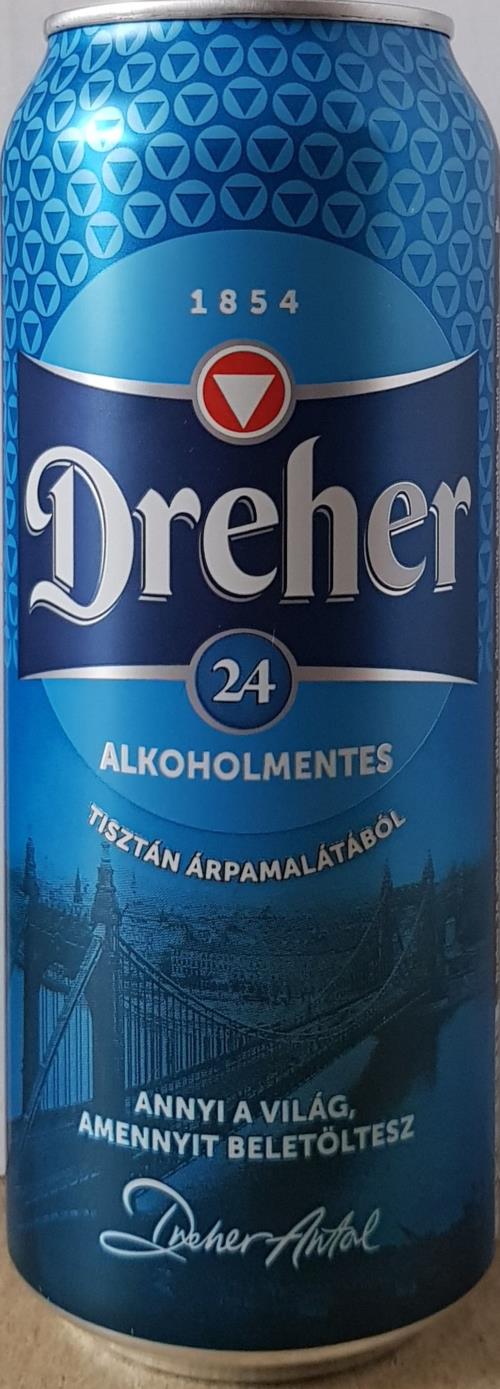 1854
Dreher
24
ALKOHOLMENTES
TISZTÁN ÁRPAMALÁTÁBÓL
ANNYI A VILÁG,
AMENNYIT BELETÖLTESZ
Dreher Antal